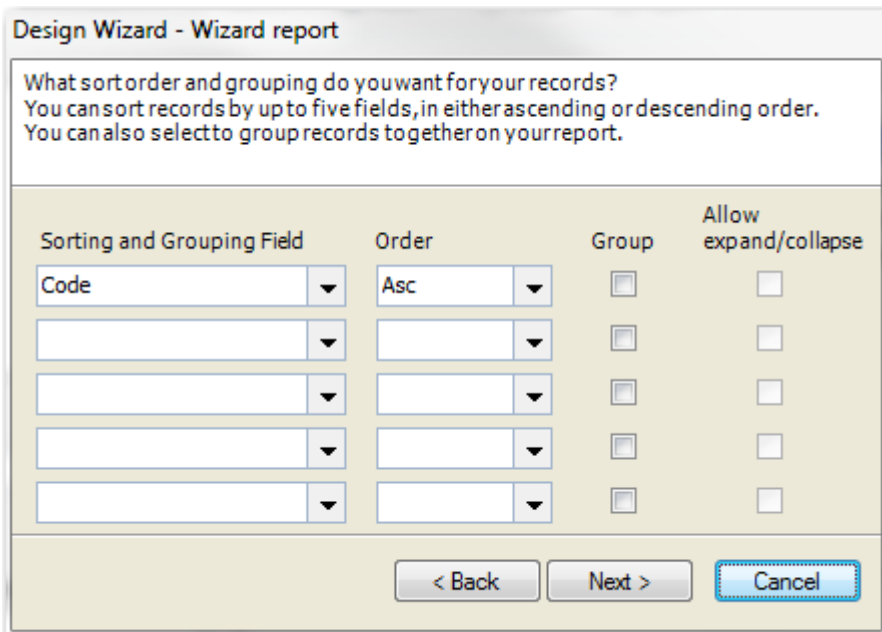 Design Wizard - Wizard report
What sort order and grouping do you want for your records?
You can sort records by up to five fields, in either ascending or descending order.
You can also select to group records together on your report.
Allow
Sorting and Grouping Field Order Group expand/collapse
Code Asc
< Back Next > Cancel